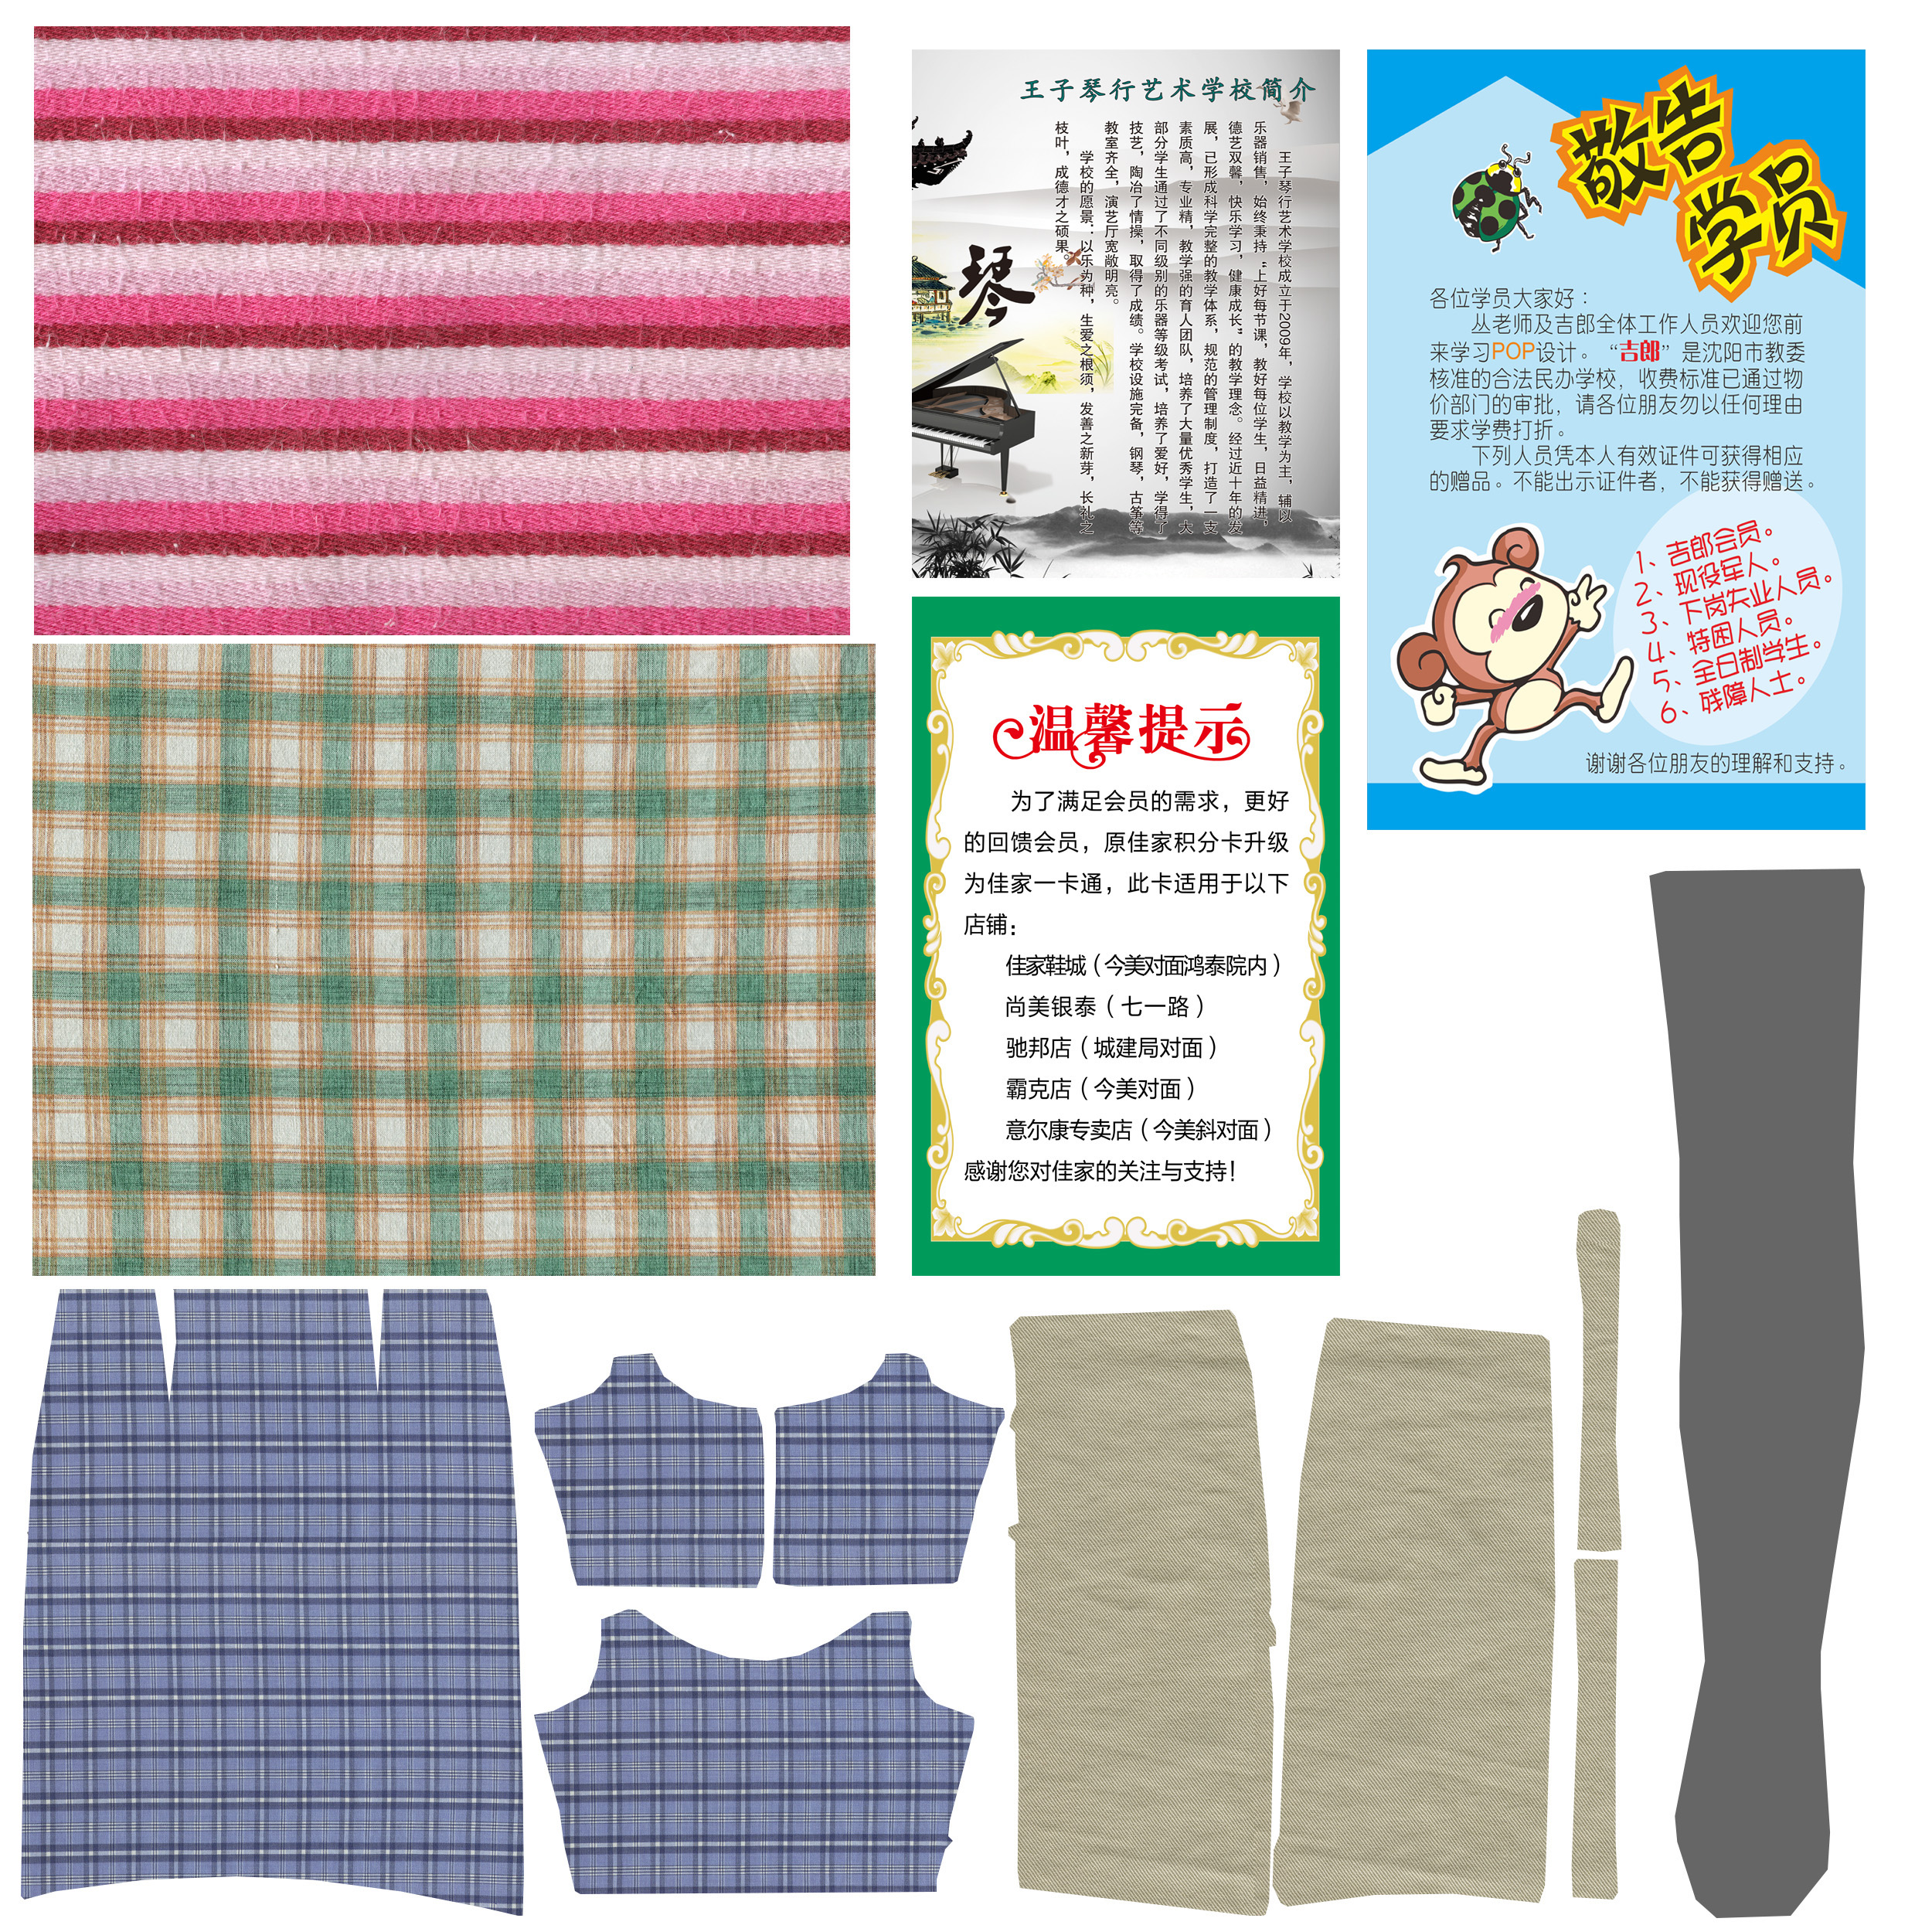 王子琴行艺术学校简介
王子琴行艺术学校成立于2009年，学校以教学为主，辅以
乐器销售，始终秉持“上好每节课，教好每位学生，日益精进，
德艺双馨，快乐学习，健康成长”的教学理念。经过近十年的发
展，已形成科学完整的教学体系，规范的管理制度，打造了一支
素质高，专业精，教学强的育人团队，培养了大量优秀学生，大
部分学生通过了不同级别的乐器等级考试，培养了爱好，学得了
技艺，陶冶了情操，取得了成绩。学校设施完备，钢琴，古筝等
教室齐全，演艺厅宽敞明亮。
学校的愿景：以乐为种，生爱之根须，发善之新芽，长礼之
枝叶，成德才之硕果。
琴
敬告
学员
各位学员大家好：
丛老师及吉郎全体工作人员欢迎您前
来学习POP设计。“吉郎”是沈阳市教委
核准的合法民办学校，收费标准已通过物
价部门的审批，请各位朋友勿以任何理由
要求学费打折。
下列人员凭本人有效证件可获得相应
的赠品。不能出示证件者，不能获得赠送。
1、吉郎会员。
2、现役军人。
3、下岗失业人员。
4、特困人员。
5、全日制学生。
6、残障人士。
谢谢各位朋友的理解和支持。
温馨提示
为了满足会员的需求，更好
的回馈会员，原佳家积分卡升级
为佳家一卡通，此卡适用于以下
店铺：
佳家鞋城（今美对面鸿泰院内）
尚美银泰（七一路）
驰邦店（城建局对面）
霸克店（今美对面）
意尔康专卖店（今美斜对面）
感谢您对佳家的关注与支持！